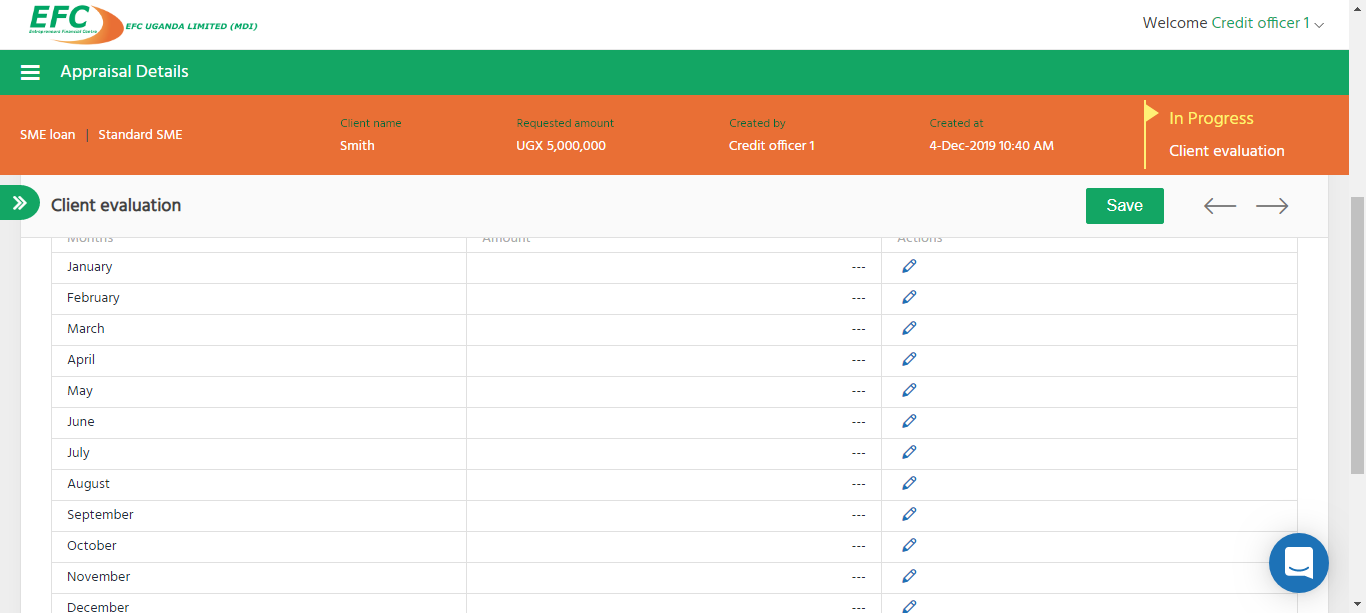 EFC
Entrepreneurs Financial Centre
EFC UGANDA LIMITED (MDI)
Welcome Credit officer 1
Appraisal Details
SME loan | Standard SME
Client name
Smith
Requested amount
UGX 5,000,000
Created by
Credit officer 1
Created at
4-Dec-2019 10:40 AM
In Progress
Client evaluation
Client evaluation
Save
Months Amount Actions
January ---
February ---
March ---
April ---
May ---
June ---
July ---
August ---
September ---
October ---
November ---
December ---